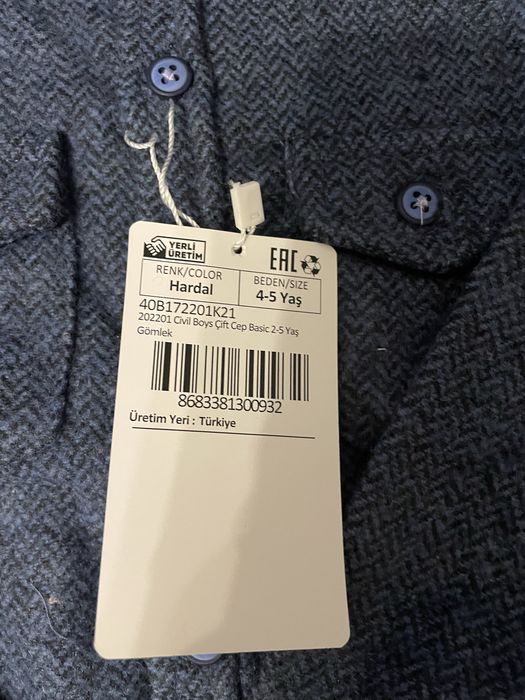 YERLİ
ÜRETİM
EAC
RENK/COLOR
BEDEN/SIZE
Hardal
4-5 Yaş
40B172201K21
202201 Civil Boys Çift Cep Basic 2-5 Yaş
Gömlek
8683381300932
Üretim Yeri : Türkiye